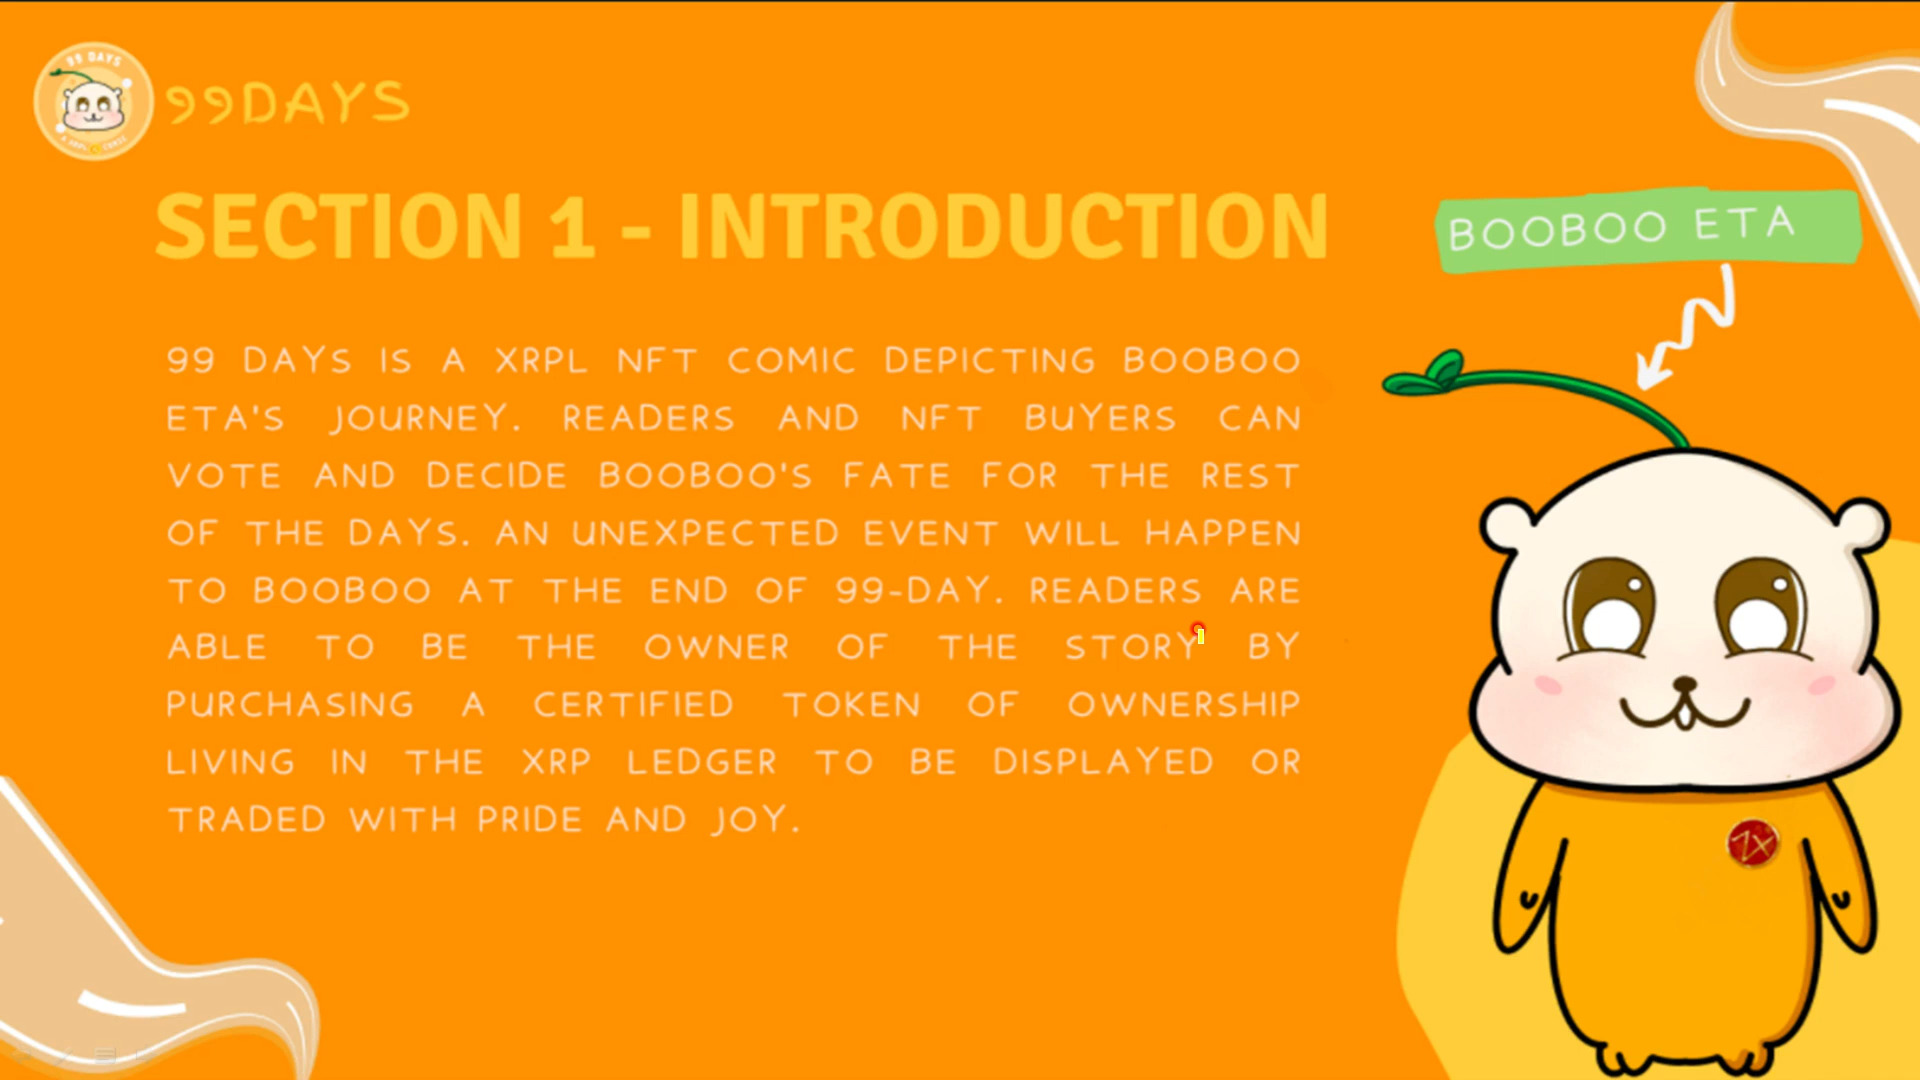 99 DAYS
99DAYS
SECTION 1 - INTRODUCTION
BOOBOO ETA
99 DAYS IS A XRPL NFT COMIC DEPICTING BOOBOO
ETA'S JOURNEY. READERS AND NFT BUYERS CAN
VOTE AND DECIDE BOOBOO'S FATE FOR THE REST
OF THE DAYS. AN UNEXPECTED EVENT WILL HAPPEN
TO BOOBOO AT THE END OF 99-DAY. READERS ARE
ABLE TO BE THE OWNER OF THE STORY BY
PURCHASING A CERTIFIED TOKEN OF OWNERSHIP
LIVING IN THE XRP LEDGER TO BE DISPLAYED OR
TRADED WITH PRIDE AND JOY.
ZX